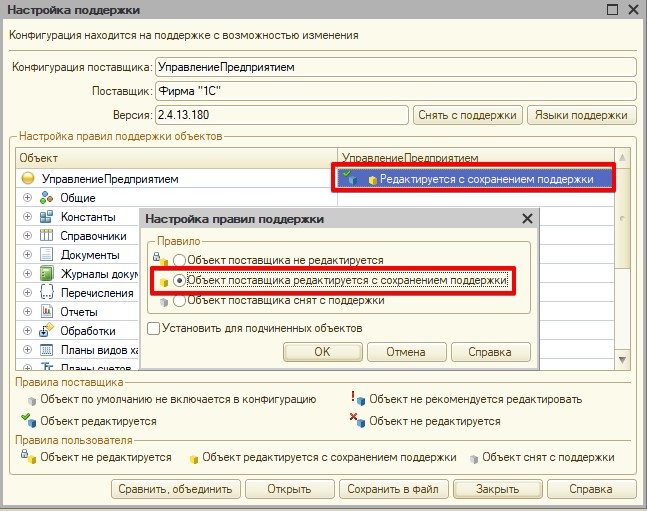 Настройка поддержки
Конфигурация находится на поддержке с возможностью изменения
Конфигурация поставщика: УправлениеПредприятием
Поставщик: Фирма "1С"
Версия: 2.4.13.180 Снять с поддержки Языки поддержки
Настройка правил поддержки объектов
Объект УправлениеПредприятием
УправлениеПредприятием Редактируется с сохранением поддержки
Общие
Константы
Справочники
Документы
Журналы докум
Перечисления
Отчеты
Обработки
Планы видов ха
Планы счетов
Настройка правил поддержки
Правило
Объект поставщика не редактируется
Объект поставщика редактируется с сохранением поддержки
Объект поставщика снят с поддержки
Установить для подчиненных объектов
ОК Отмена Справка
Правила поставщика
Объект по умолчанию не включается в конфигурацию Объект не рекомендуется редактировать
Объект редактируется Объект не редактируется
Правила пользователя
Объект не редактируется Объект редактируется с сохранением поддержки Объект снят с поддержки
Сравнить, объединить Открыть Сохранить в файл Закрыть Справка